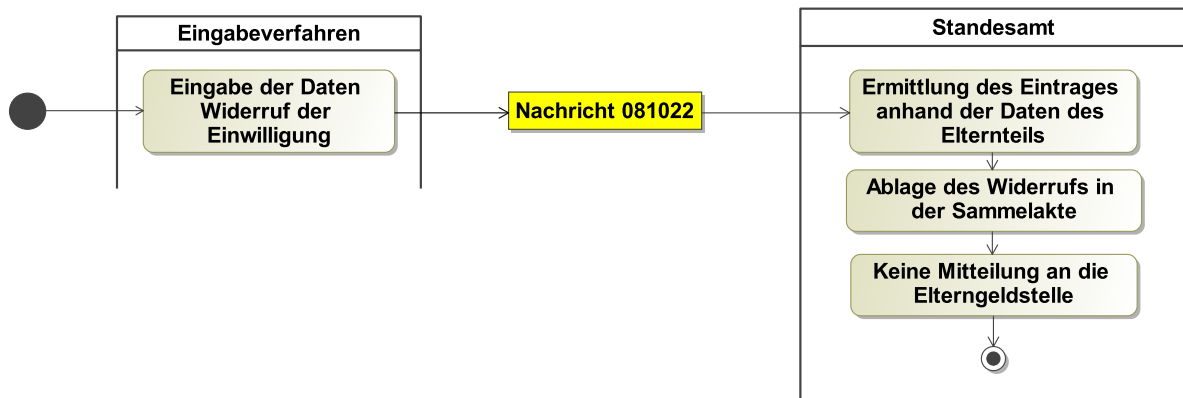 Eingabeverfahren
Eingabe der Daten
Widerruf der
Einwilligung
Nachricht 081022
Standesamt
Ermittlung des Eintrages
anhand der Daten des
Elternteils
Ablage des Widerrufs in
der Sammelakte
Keine Mitteilung an die
Elterngeldstelle